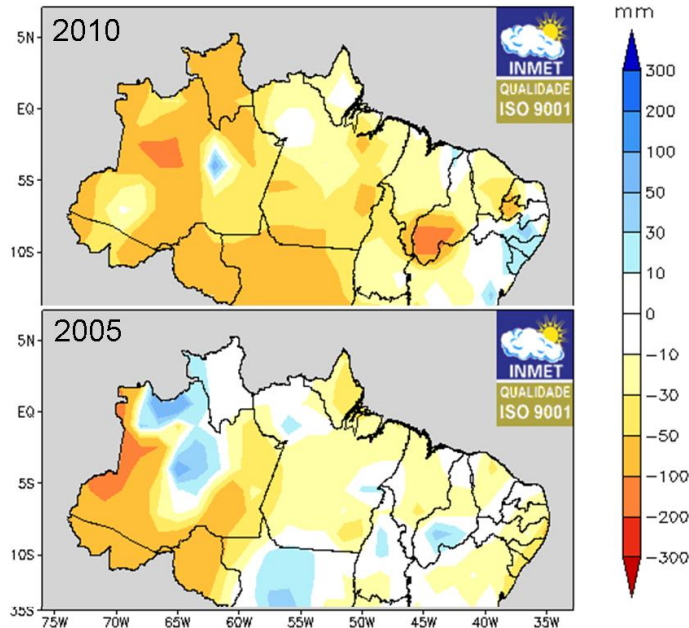 mm
2010
INMET
QUALIDADE
ISO 9001
5N
EQ
5S
10S
300
200
100
50
30
10
0
-10
-30
-50
-100
-200
-300
2005
INMET
QUALIDADE
ISO 9001
5N
EQ
5S
10S
35S
75W 70W 65W 60W 55W 50W 45W 40W 35W